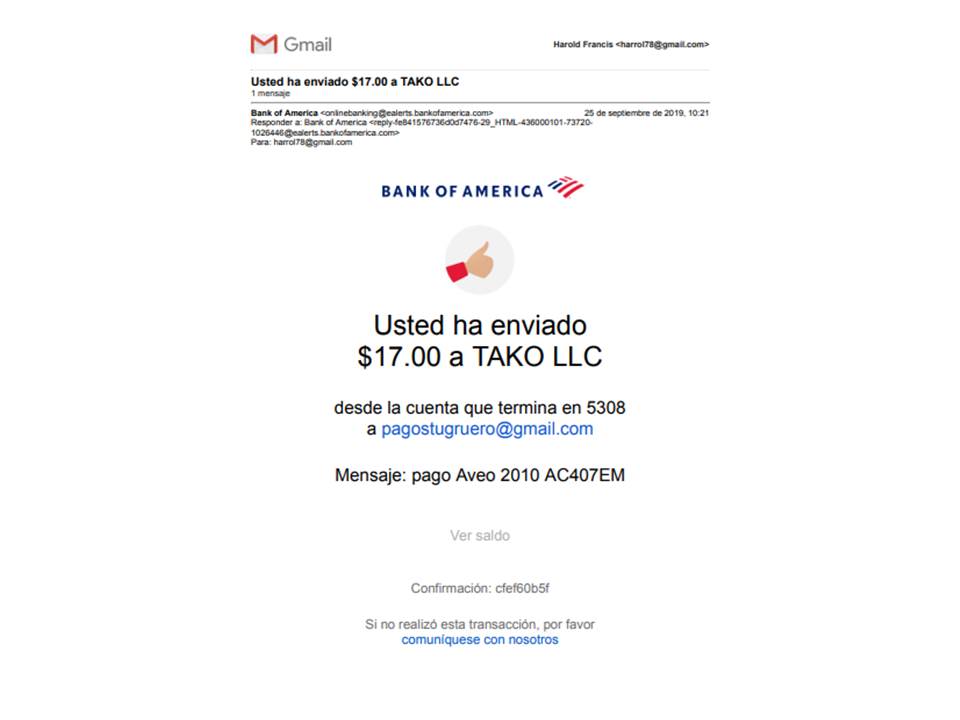 Gmail
Harold Francis <harrol78@gmail.com>
Usted ha enviado $17.00 a TAKO LLC
1 mensaje
Bank of America <onlinebanking@ealerts.bankofamerica.com> 25 de septiembre de 2019, 10:21
Responder a: Bank of America <reply-fe841576736d0d7476-29_HTML-436000101-73720-
1026446@ealerts.bankofamerica.com>
Para: harrol78@gmail.com
BANK OF AMERICA
Usted ha enviado
$17.00 a TAKO LLC
desde la cuenta que termina en 5308
a pagostugruero@gmail.com
Mensaje: pago Aveo 2010 AC407EM
Ver saldo
Confirmación: cfef60b5f
Si no realizó esta transacción, por favor
comuníquese con nosotros